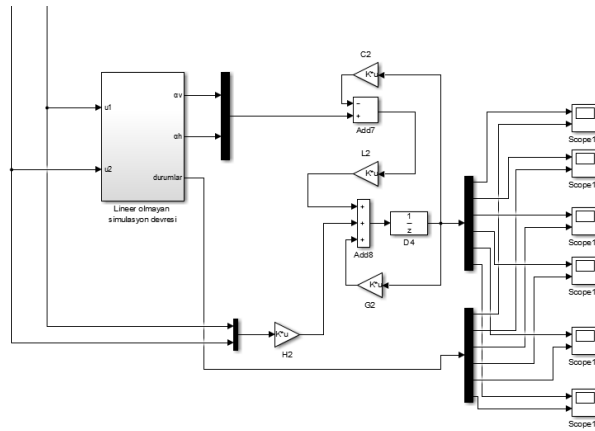 C2
K*u
−
+
Add7
αv
u1
αh
L2
K*u
u2
durumlar
Lineer olmayan
simulasyon devresi
+
+
+
Add8
1
z
D4
K*u
G2
K*u
H2
Scope1
Scope1
Scope1
Scope1
Scope1
Scope1